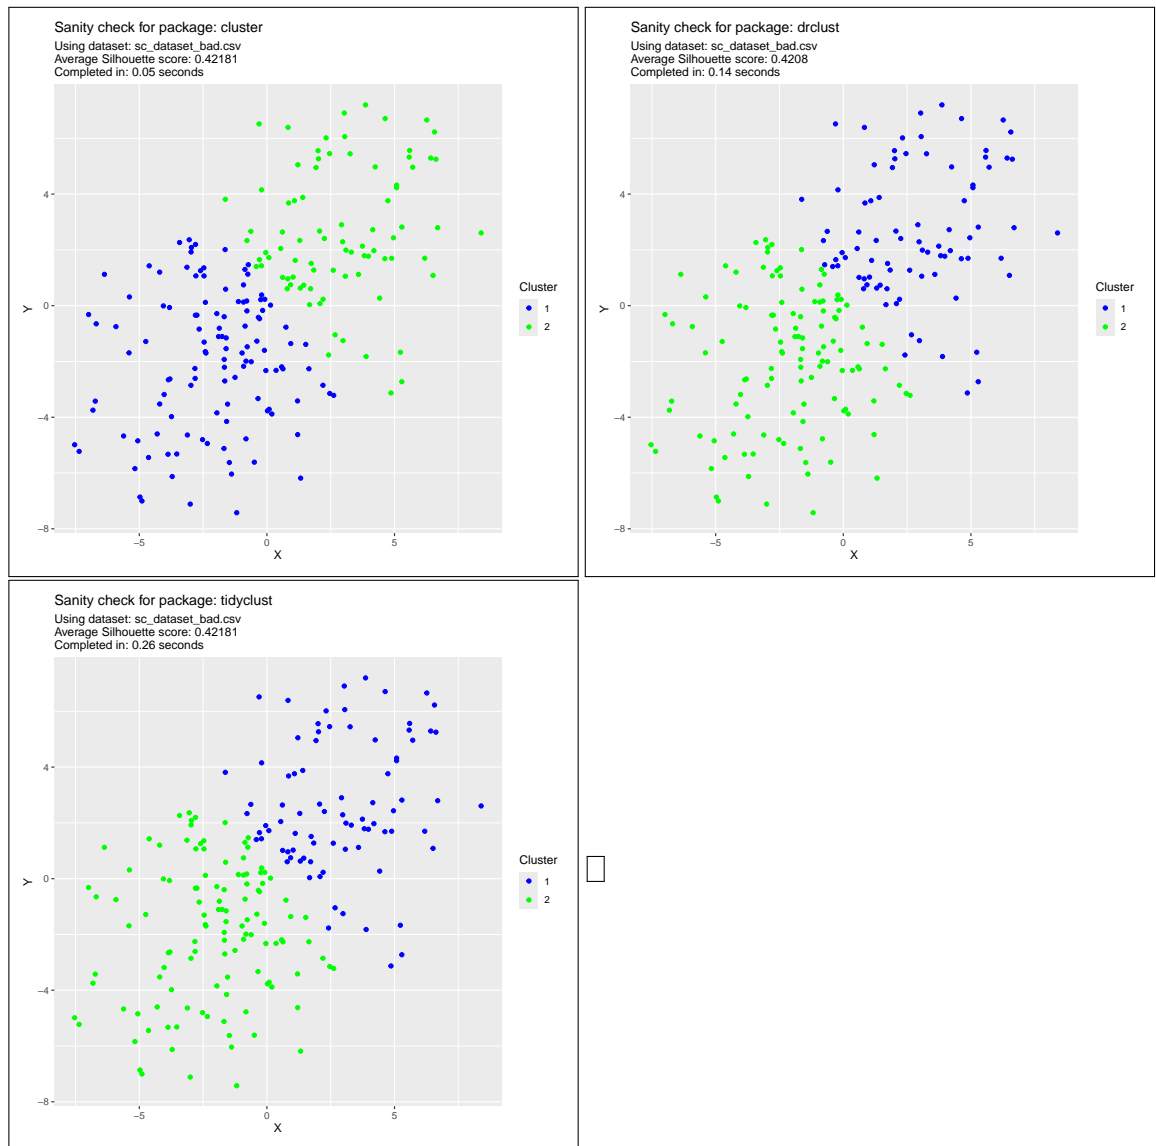 Sanity check for package: cluster
Using dataset: sc_dataset_bad.csv
Average Silhouette score: 0.42181
Completed in: 0.05 seconds
4
0
−4
−8
Y
−5
0
5
X
Cluster
1
2
Sanity check for package: drclust
Using dataset: sc_dataset_bad.csv
Average Silhouette score: 0.4208
Completed in: 0.14 seconds
4
0
−4
−8
Y
−5
0
5
X
Cluster
1
2
Sanity check for package: tidyclust
Using dataset: sc_dataset_bad.csv
Average Silhouette score: 0.42181
Completed in: 0.26 seconds
4
0
−4
−8
Y
−5
0
5
X
Cluster
1
2